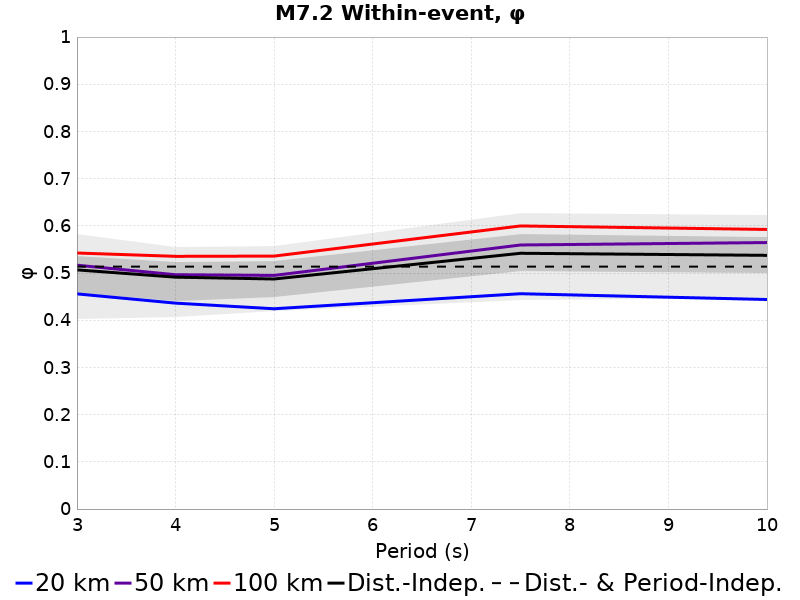 M7.2 Within-event, φ
1
0.9
0.8
0.7
0.6
0.5
0.4
0.3
0.2
0.1
0
φ
3 4 5 6 7 8 9 10
Period (s)
20 km 50 km 100 km Dist.-Indep. Dist.- & Period-Indep.